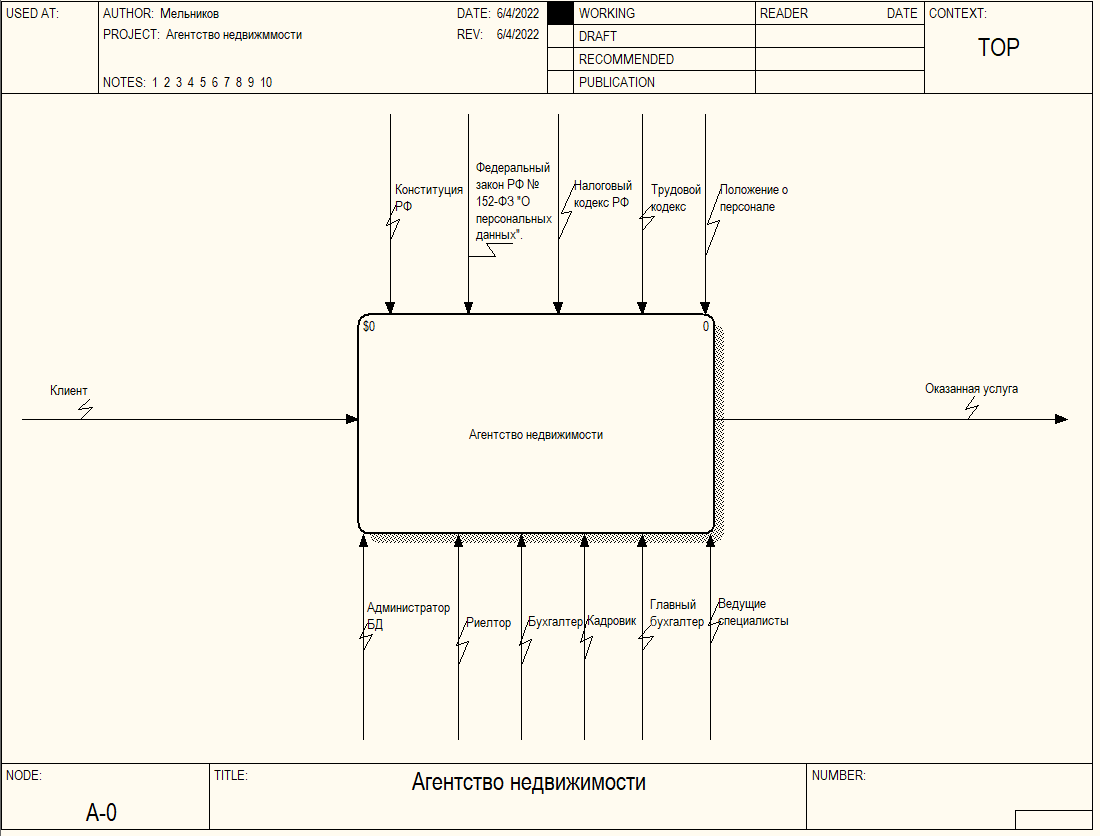 USED AT:
AUTHOR: Мельников
DATE: 6/4/2022
PROJECT: Агентство недвижммости
REV: 6/4/2022
NOTES: 1 2 3 4 5 6 7 8 9 10
WORKING
DRAFT
RECOMMENDED
PUBLICATION
READER
DATE
CONTEXT:
TOP
Конституция
РФ
Федеральный
закон РФ №
152-ФЗ "О
персональных
данных".
Налоговый
кодекс РФ
Трудовой
кодекс
Положение о
персонале
$0
0
Клиент
Агентство недвижимости
Оказанная услуга
Администратор
БД
Риелтор
Бухгалтер
Кадровик
Главный
бухгалтер
Ведущие
специалисты
NODE:
A-0
TITLE:
Агентство недвижимости
NUMBER: